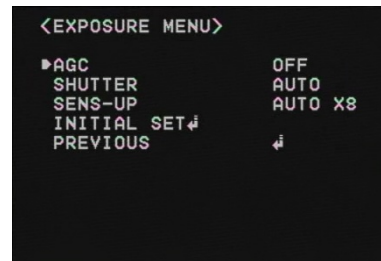 <EXPOSURE MENU>
▶AGC OFF
SHUTTER AUTO
SENS-UP AUTO X8
INITIAL SET↲
PREVIOUS ↲